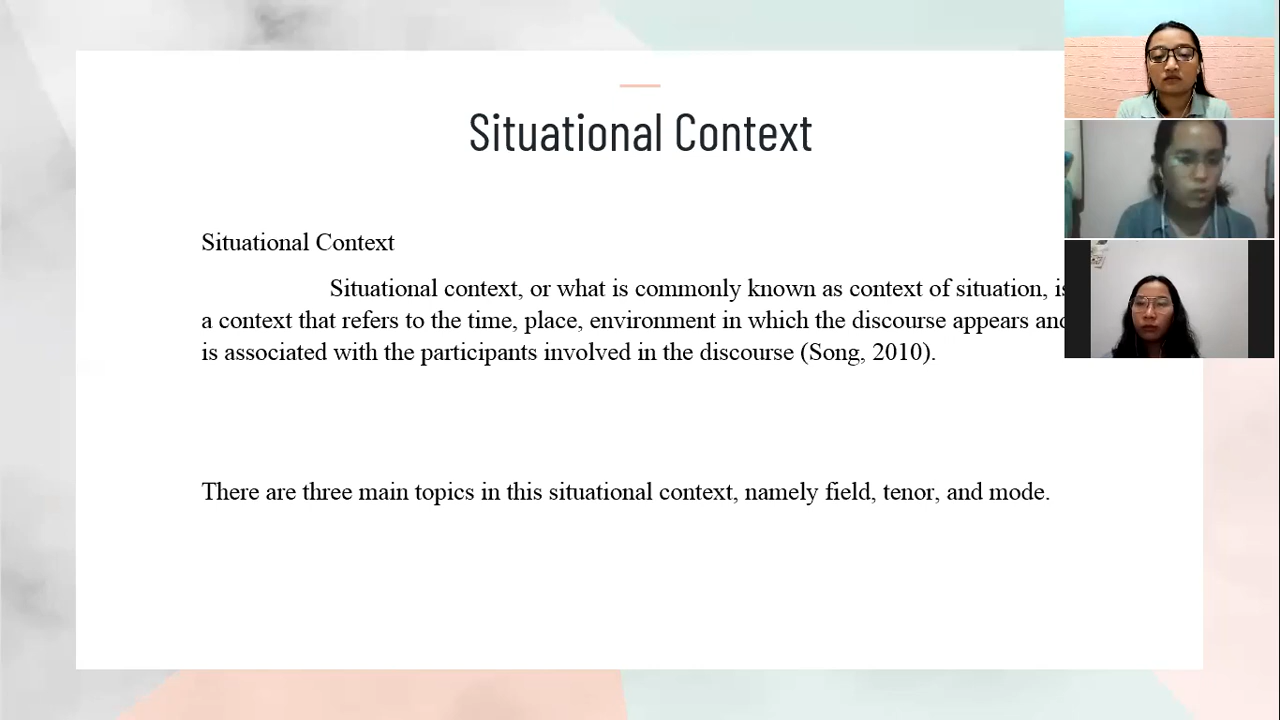 Situational Context
Situational Context
Situational context, or what is commonly known as context of situation, is
a context that refers to the time, place, environment in which the discourse appears and
is associated with the participants involved in the discourse (Song, 2010).
There are three main topics in this situational context, namely field, tenor, and mode.